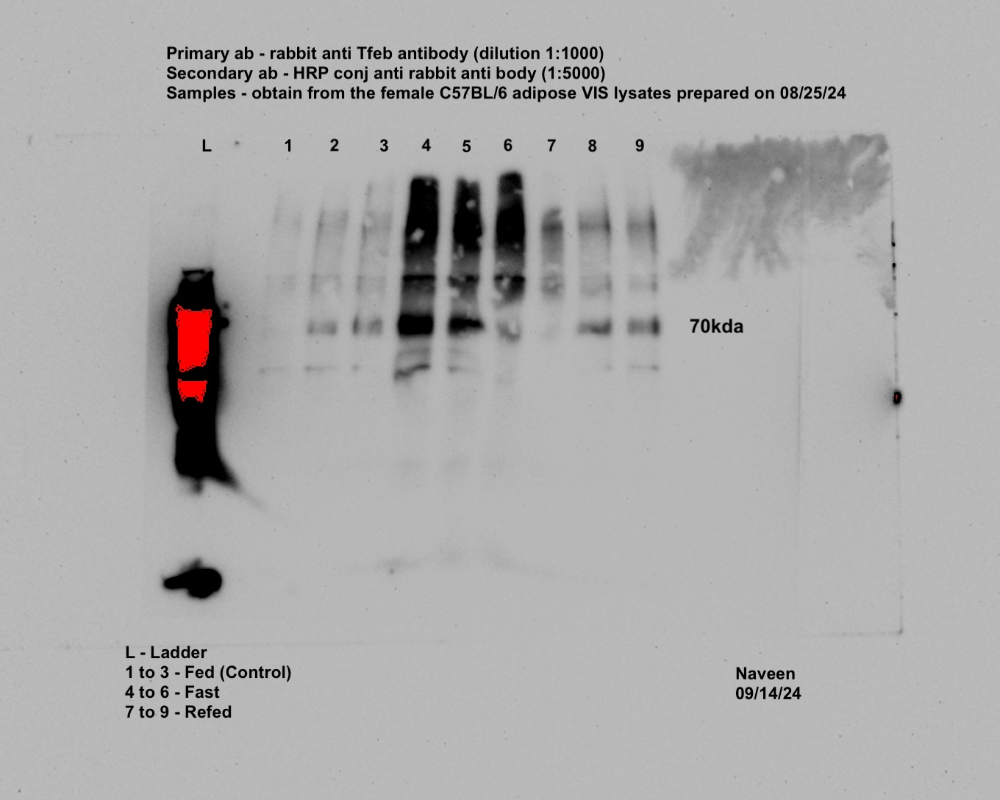 Primary ab - rabbit anti Tfeb antibody (dilution 1:1000)
Secondary ab - HRP conj anti rabbit anti body (1:5000)
Samples - obtain from the female C57BL/6 adipose VIS lysates prepared on 08/25/24
L 1 2 3 4 5 6 7 8 9
70kda
L - Ladder
1 to 3 - Fed (Control)
4 to 6 - Fast
7 to 9 - Refed
Naveen
09/14/24